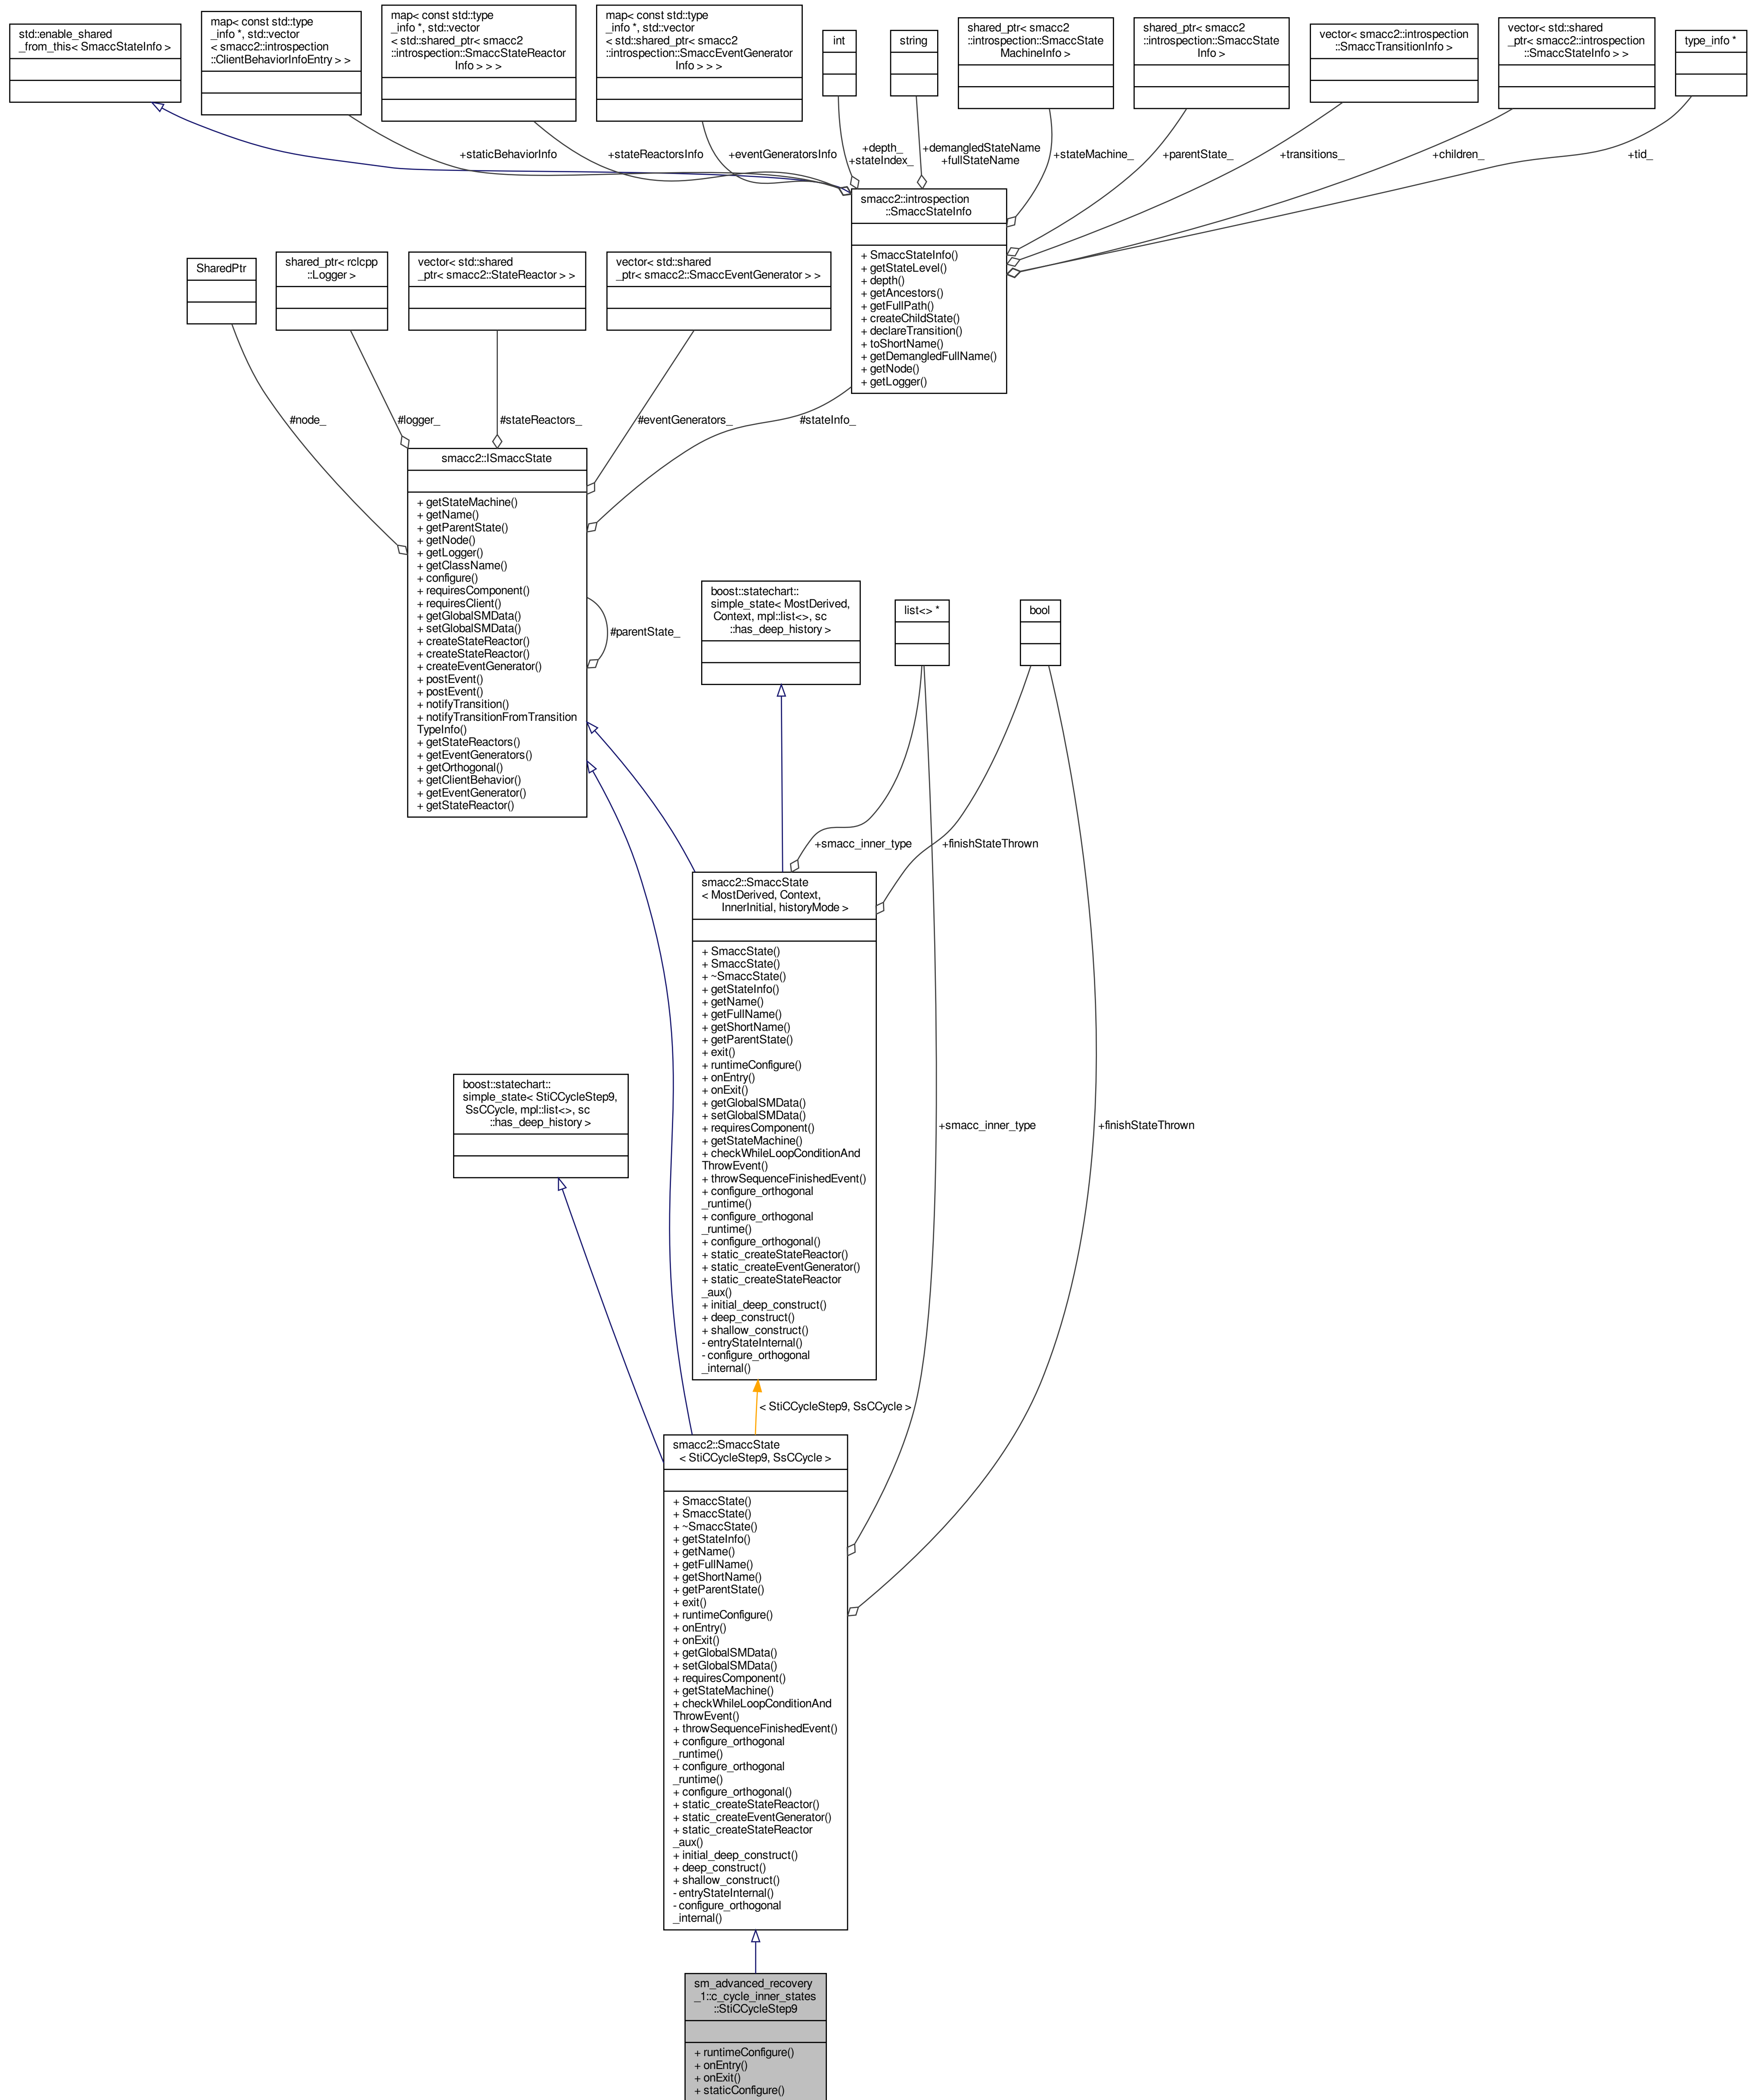 std::enable_shared
_from_this< SmaccStateInfo >
map< const std::type
_info *, std::vector
< smacc2::introspection
::ClientBehaviorInfoEntry > >
map< const std::type
_info *, std::vector
< std::shared_ptr< smacc2
::introspection::SmaccStateReactor
Info > > >
map< const std::type
_info *, std::vector
< std::shared_ptr< smacc2
::introspection::SmaccEventGenerator
Info > > >
int
string
shared_ptr< smacc2
::introspection::SmaccState
MachineInfo >
shared_ptr< smacc2
::introspection::SmaccState
Info >
vector< smacc2::introspection
::SmaccTransitionInfo >
vector< std::shared
_ptr< smacc2::introspection
::SmaccStateInfo > >
type_info *
+staticBehaviorInfo
+stateReactorsInfo
+eventGeneratorsInfo
+depth_
+stateIndex_
+demangledStateName
+fullStateName
+stateMachine_
+parentState_
+transitions_
+children_
+tid_
smacc2::introspection
::SmaccStateInfo
+ SmaccStateInfo()
+ getStateLevel()
+ depth()
+ getAncestors()
+ getFullPath()
+ createChildState()
+ declareTransition()
+ toShortName()
+ getDemangledFullName()
+ getNode()
+ getLogger()
SharedPtr
shared_ptr< rclcpp
::Logger >
vector< std::shared
_ptr< smacc2::StateReactor > >
vector< std::shared
_ptr< smacc2::SmaccEventGenerator > >
#node_
#logger_
#stateReactors_
#eventGenerators_
#stateInfo_
smacc2::ISmaccState
+ getStateMachine()
+ getName()
+ getParentState()
+ getNode()
+ getLogger()
+ getClassName()
+ configure()
+ requiresComponent()
+ requiresClient()
+ getGlobalSMData()
+ setGlobalSMData()
+ createStateReactor()
+ createStateReactor()
+ createEventGenerator()
+ postEvent()
+ postEvent()
+ notifyTransition()
+ notifyTransitionFromTransition
TypeInfo()
+ getStateReactors()
+ getEventGenerators()
+ getOrthogonal()
+ getClientBehavior()
+ getEventGenerator()
+ getStateReactor()
#parentState_
boost::statechart::
simple_state< MostDerived,
Context, mpl::list<>, sc
::has_deep_history >
list<> *
bool
+smacc_inner_type
+finishStateThrown
smacc2::SmaccState
< MostDerived, Context,
InnerInitial, historyMode >
+ SmaccState()
+ SmaccState()
+ ~SmaccState()
+ getStateInfo()
+ getName()
+ getFullName()
+ getShortName()
+ getParentState()
+ exit()
+ runtimeConfigure()
+ onEntry()
+ onExit()
+ getGlobalSMData()
+ setGlobalSMData()
+ requiresComponent()
+ getStateMachine()
+ checkWhileLoopConditionAnd
ThrowEvent()
+ throwSequenceFinishedEvent()
+ configure_orthogonal
_runtime()
+ configure_orthogonal
_runtime()
+ configure_orthogonal()
+ static_createStateReactor()
+ static_createEventGenerator()
+ static_createStateReactor
_aux()
+ initial_deep_construct()
+ deep_construct()
+ shallow_construct()
- entryStateInternal()
- configure_orthogonal
_internal()
boost::statechart::
simple_state< StiCCycleStep9,
SsCCycle, mpl::list<>, sc
::has_deep_history >
+smacc_inner_type
+finishStateThrown
< StiCCycleStep9, SsCCycle >
smacc2::SmaccState
< StiCCycleStep9, SsCCycle >
+ SmaccState()
+ SmaccState()
+ ~SmaccState()
+ getStateInfo()
+ getName()
+ getFullName()
+ getShortName()
+ getParentState()
+ exit()
+ runtimeConfigure()
+ onEntry()
+ onExit()
+ getGlobalSMData()
+ setGlobalSMData()
+ requiresComponent()
+ getStateMachine()
+ checkWhileLoopConditionAnd
ThrowEvent()
+ throwSequenceFinishedEvent()
+ configure_orthogonal
_runtime()
+ configure_orthogonal
_runtime()
+ configure_orthogonal()
+ static_createStateReactor()
+ static_createEventGenerator()
+ static_createStateReactor
_aux()
+ initial_deep_construct()
+ deep_construct()
+ shallow_construct()
- entryStateInternal()
- configure_orthogonal
_internal()
sm_advanced_recovery
_1::c_cycle_inner_states
::StiCCycleStep9
+ runtimeConfigure()
+ onEntry()
+ onExit()
+ staticConfigure()